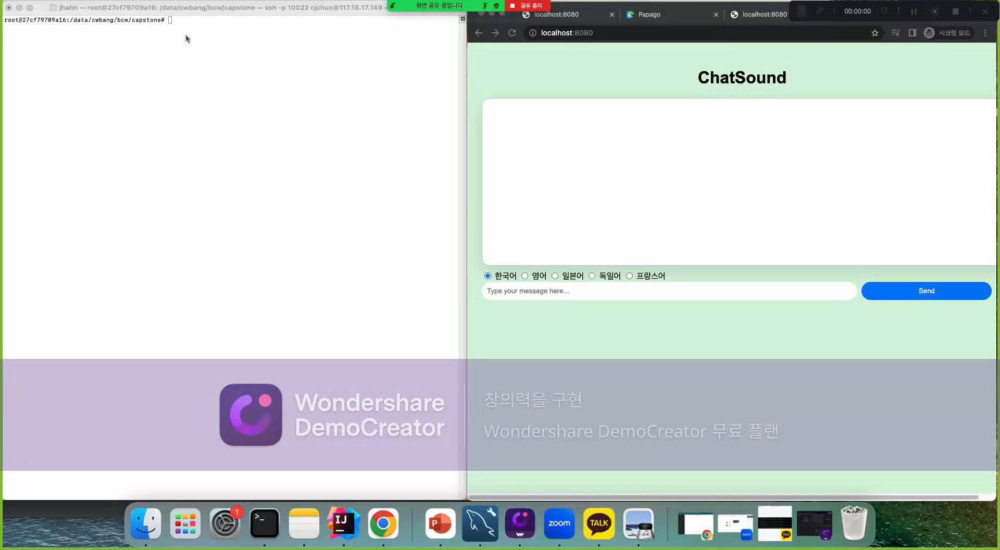 jhahn — root@27cf79709a16: /data/cwbang/bcw/capstone — ssh -p 10022 cjchun@117.16.17.149
화면 공유 중입니다
공유 중지
root@27cf79709a16:/data/cwbang/bcw/capstone#
localhost:8080
Papago
localhost:8080
00:00:00
localhost:8080
시크릿 모드
ChatSound
한국어 영어 일본어 독일어 프랑스어
Type your message here...
Send
Wondershare
DemoCreator
창의력을 구현
Wondershare DemoCreator 무료 플랜
1
>_
IJ
P
zoom
TALK
zoom
TALK